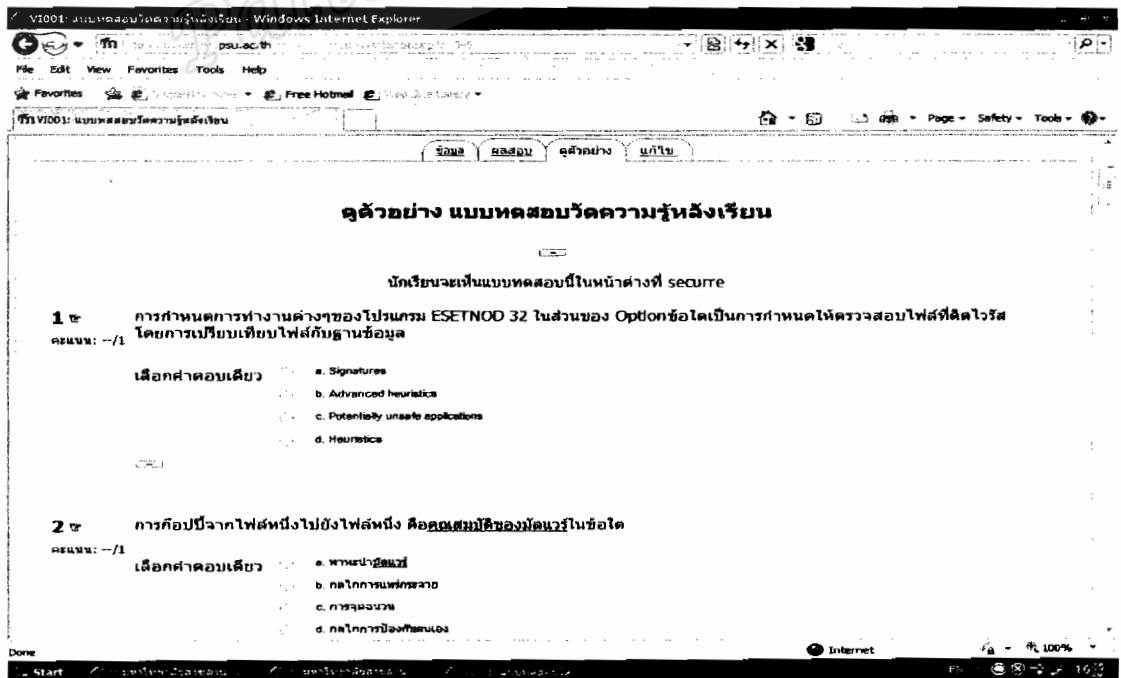 VI001: แบบทดสอบวัดความรู้หลังเรียน - Windows Internet Explorer
psu.ac.th
File Edit View Favorites Tools Help
Favorites Free Hotmail
VI001: แบบทดสอบวัดความรู้หลังเรียน
Page Safety Tools
ข้อมูล ผลสอบ ดูตัวอย่าง แก้ไข
ดูตัวอย่าง แบบทดสอบวัดความรู้หลังเรียน
นักเรียนจะเห็นแบบทดสอบนี้ในหน้าต่างที่ securre
1 การกำหนดการทำงานต่างๆของโปรแกรม ESETNOD 32 ในส่วนของ Optionข้อใดเป็นการกำหนดให้ตรวจสอบไฟล์ที่ติดไวรัส
คะแนน: --/1 โดยการเปรียบเทียบไฟล์กับฐานข้อมูล
เลือกคำตอบเดียว a. Signatures
b. Advanced heuristics
c. Potentially unsafe applications
d. Heuristics
2 การก๊อปปี้จากไฟล์หนึ่งไปยังไฟล์หนึ่ง คือคุณสมบัติของมัลแวร์ในข้อใด
คะแนน: --/1
เลือกคำตอบเดียว a. พาหะนำมัลแวร์
b. กลไกการแพร่กระจาย
c. การจุดฉนวน
d. กลไกการป้องกันตนเอง
Done Internet 100%
Start EN